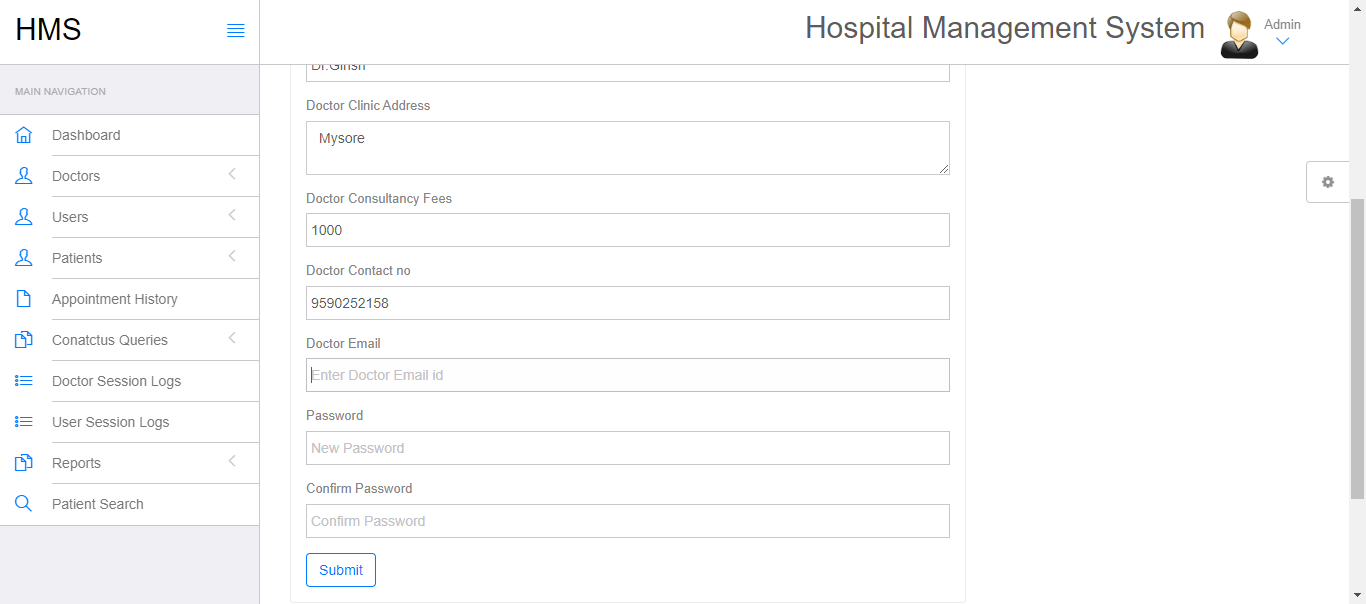 HMS
Hospital Management System
Admin
MAIN NAVIGATION
Dashboard
Doctors
Users
Patients
Appointment History
Conatctus Queries
Doctor Session Logs
User Session Logs
Reports
Patient Search
Dr.Girish
Doctor Clinic Address
Mysore
Doctor Consultancy Fees
1000
Doctor Contact no
9590252158
Doctor Email
Enter Doctor Email id
Password
New Password
Confirm Password
Confirm Password
Submit